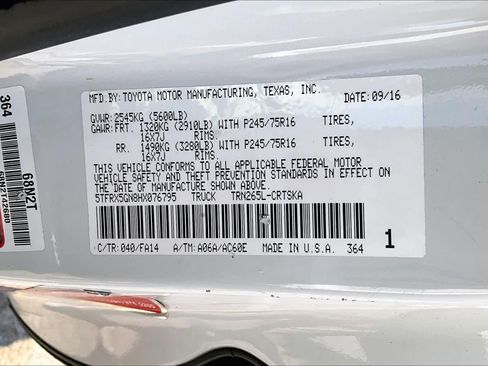 MFD.BY: TOYOTA MOTOR MANUFACTURING, TEXAS, INC.
DATE: 09/16
GVWR: 2545KG (5600LB)
GAWR: FRT. 1320KG (2910LB) WITH P245/75R16 TIRES,
16X7J RIMS.
RR. 1490KG (3280LB) WITH P245/75R16 TIRES,
16X7J RIMS.
THIS VEHICLE CONFORMS TO ALL APPLICABLE FEDERAL MOTOR
VEHICLE SAFETY AND THEFT PREVENTION STANDARDS IN EFFECT
ON THE DATE OF MANUFACTURE SHOWN ABOVE.
5TFRX5GN8HX076795 TRUCK TRN265L-CRTSKA
C/TR: 040/FA14 A/TM: A06A/AC60E MADE IN U.S.A. 364
1
364
68N2T
68N2T42680